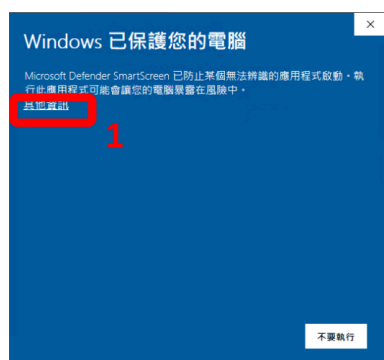 ×
Windows 已保護您的電腦
Microsoft Defender SmartScreen 已防止某個無法辨識的應用程式啟動。執
行此應用程式可能會讓您的電腦暴露在風險中。
其他資訊
1
不要執行